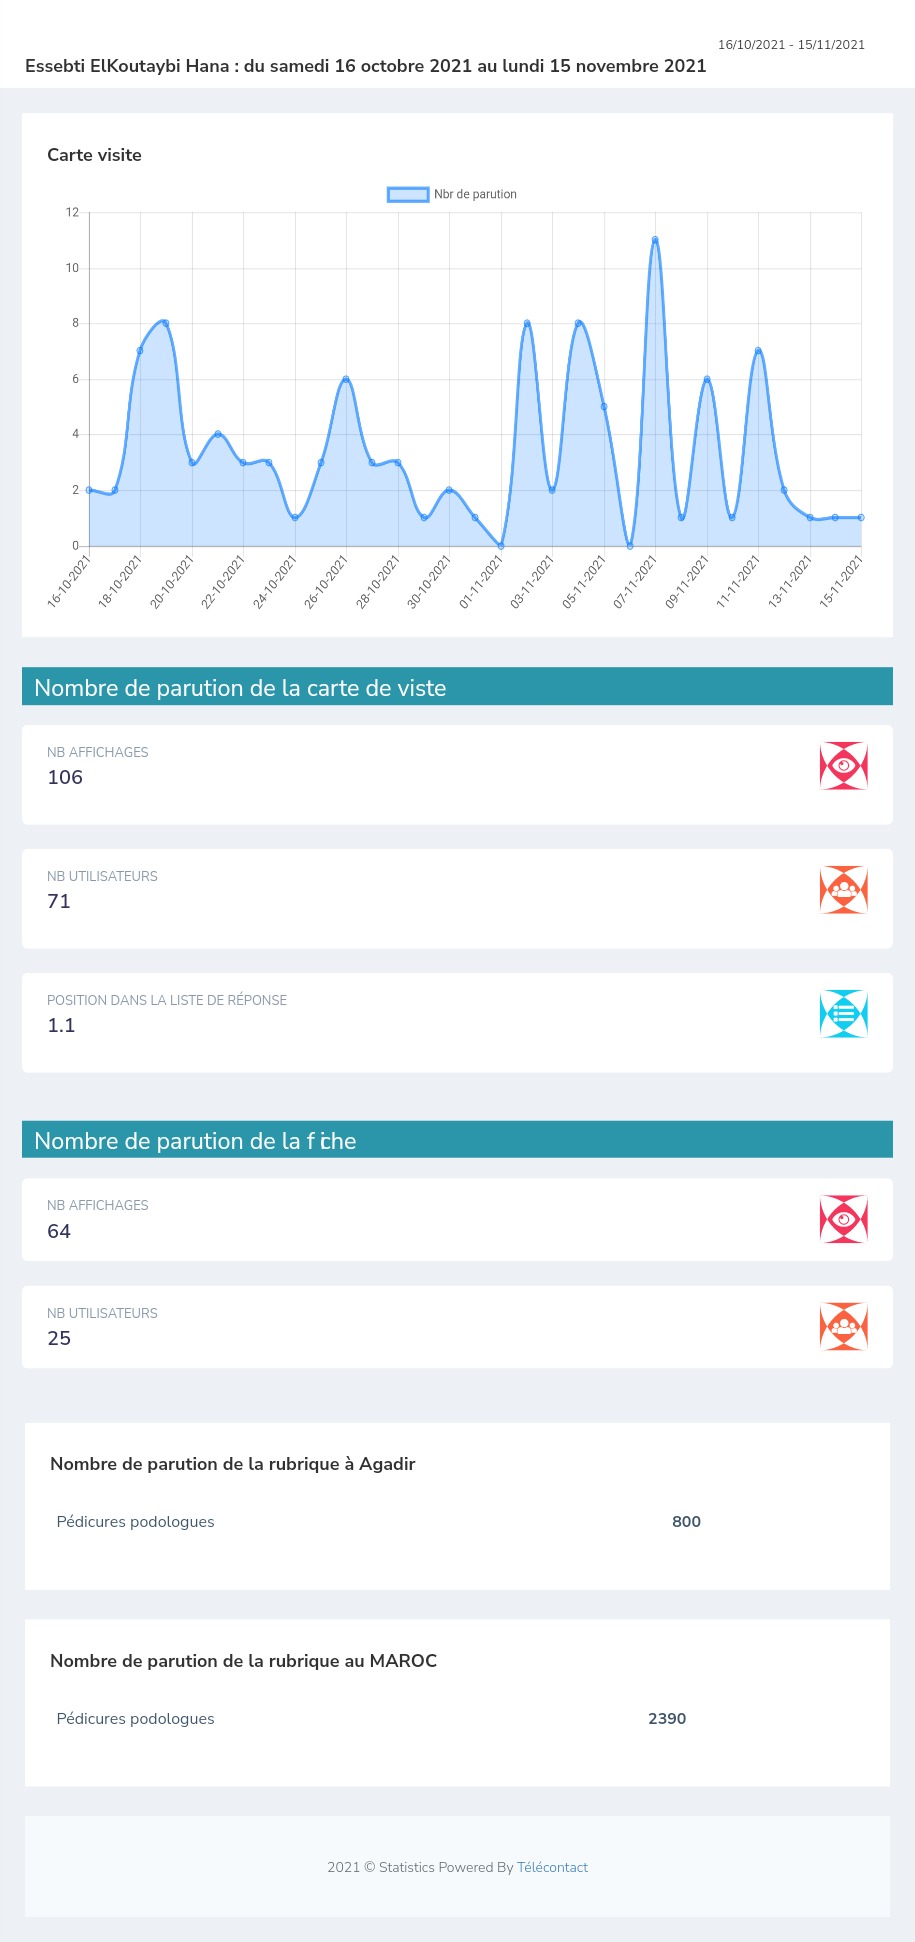 16/10/2021 - 15/11/2021
Essebti ElKoutaybi Hana : du samedi 16 octobre 2021 au lundi 15 novembre 2021
Carte visite
Nbr de parution
12
10
8
6
4
2
0
16-10-2021
18-10-2021
20-10-2021
22-10-2021
24-10-2021
26-10-2021
28-10-2021
30-10-2021
01-11-2021
03-11-2021
05-11-2021
07-11-2021
09-11-2021
11-11-2021
13-11-2021
15-11-2021
Nombre de parution de la carte de viste
NB AFFICHAGES
106
NB UTILISATEURS
71
POSITION DANS LA LISTE DE RÉPONSE
1.1
Nombre de parution de la fiche
NB AFFICHAGES
64
NB UTILISATEURS
25
Nombre de parution de la rubrique à Agadir
Pédicures podologues 800
Nombre de parution de la rubrique au MAROC
Pédicures podologues 2390
2021 © Statistics Powered By Télécontact